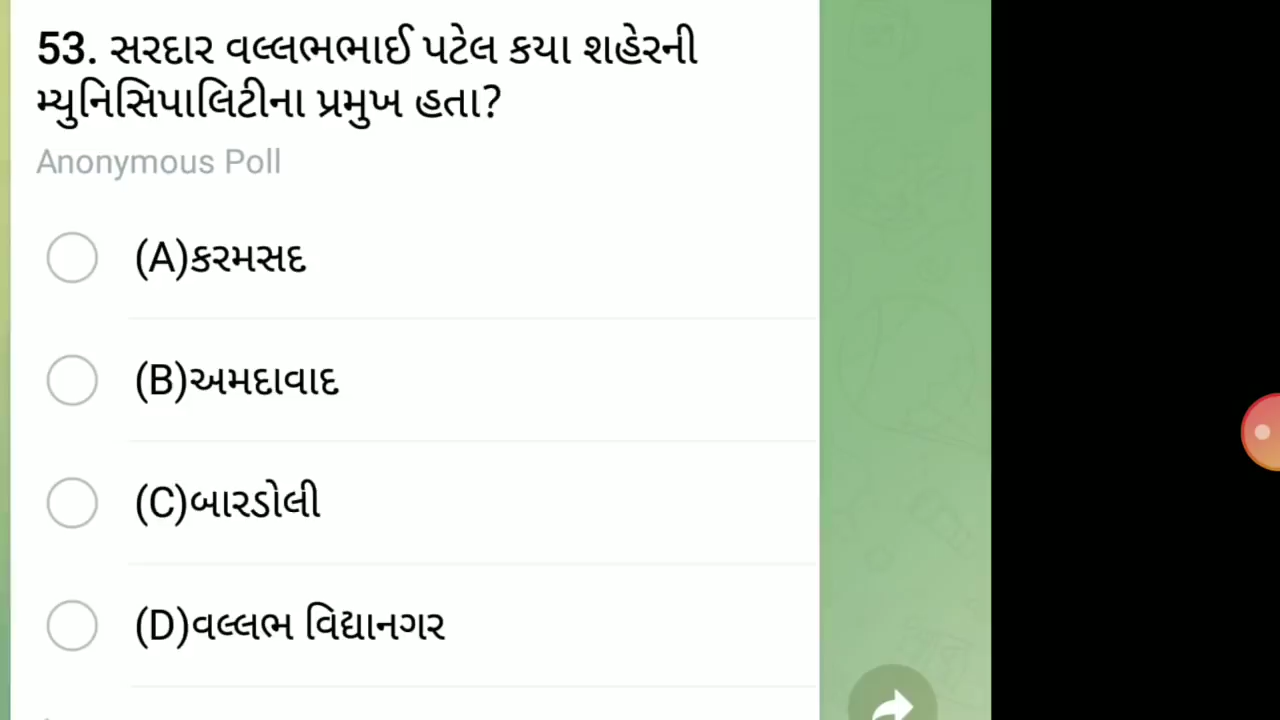 53. સરદાર વલ્લભભાઈ પટેલ કયા શહેરની
મ્યુનિસિપાલિટીના પ્રમુખ હતા?
Anonymous Poll
(A)કરમસદ
(B)અમદાવાદ
(C)બારડોલી
(D)વલ્લભ વિદ્યાનગર